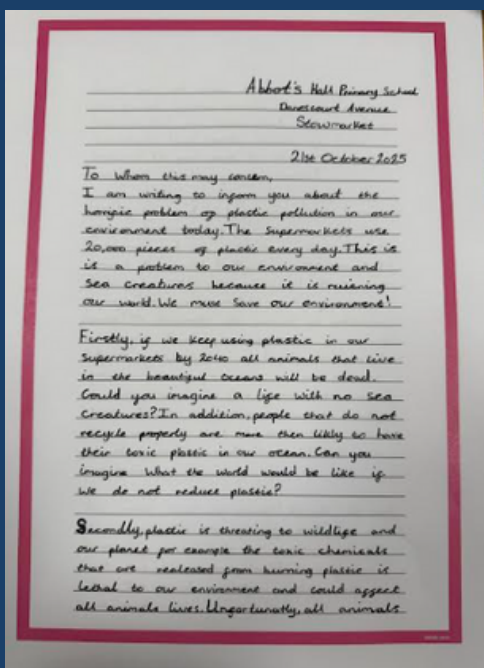 Abbot's Hall Primary School
Danescourt Avenue
Stowmarket
21st October 2025
To whom this may concern,
I am writing to inform you about the
horrific problem of plastic pollution in our
environment today. The supermarkets use
20,000 pieces of plastic every day. This is
is a problem to our environment and
sea creatures because it is ruiening
our world. We must save our environment!
Firstly, if we keep using plastic in our
supermarkets by 2040 all animals that live
in the beautiful oceans will be dead.
Could you imagine a life with no sea
creatures? In addition, people that do not
recycle properly are more then likely to have
their toxic plastic in our ocean. Can you
imagine what the world would be like if
we do not reduce plastic?
Secondly, plastic is threating to wildlife and
our planet for example the toxic chemicals
that are realeased from burning plastic is
lethal to our environment and could affect
all animals lives. Unfortunatly, all animals